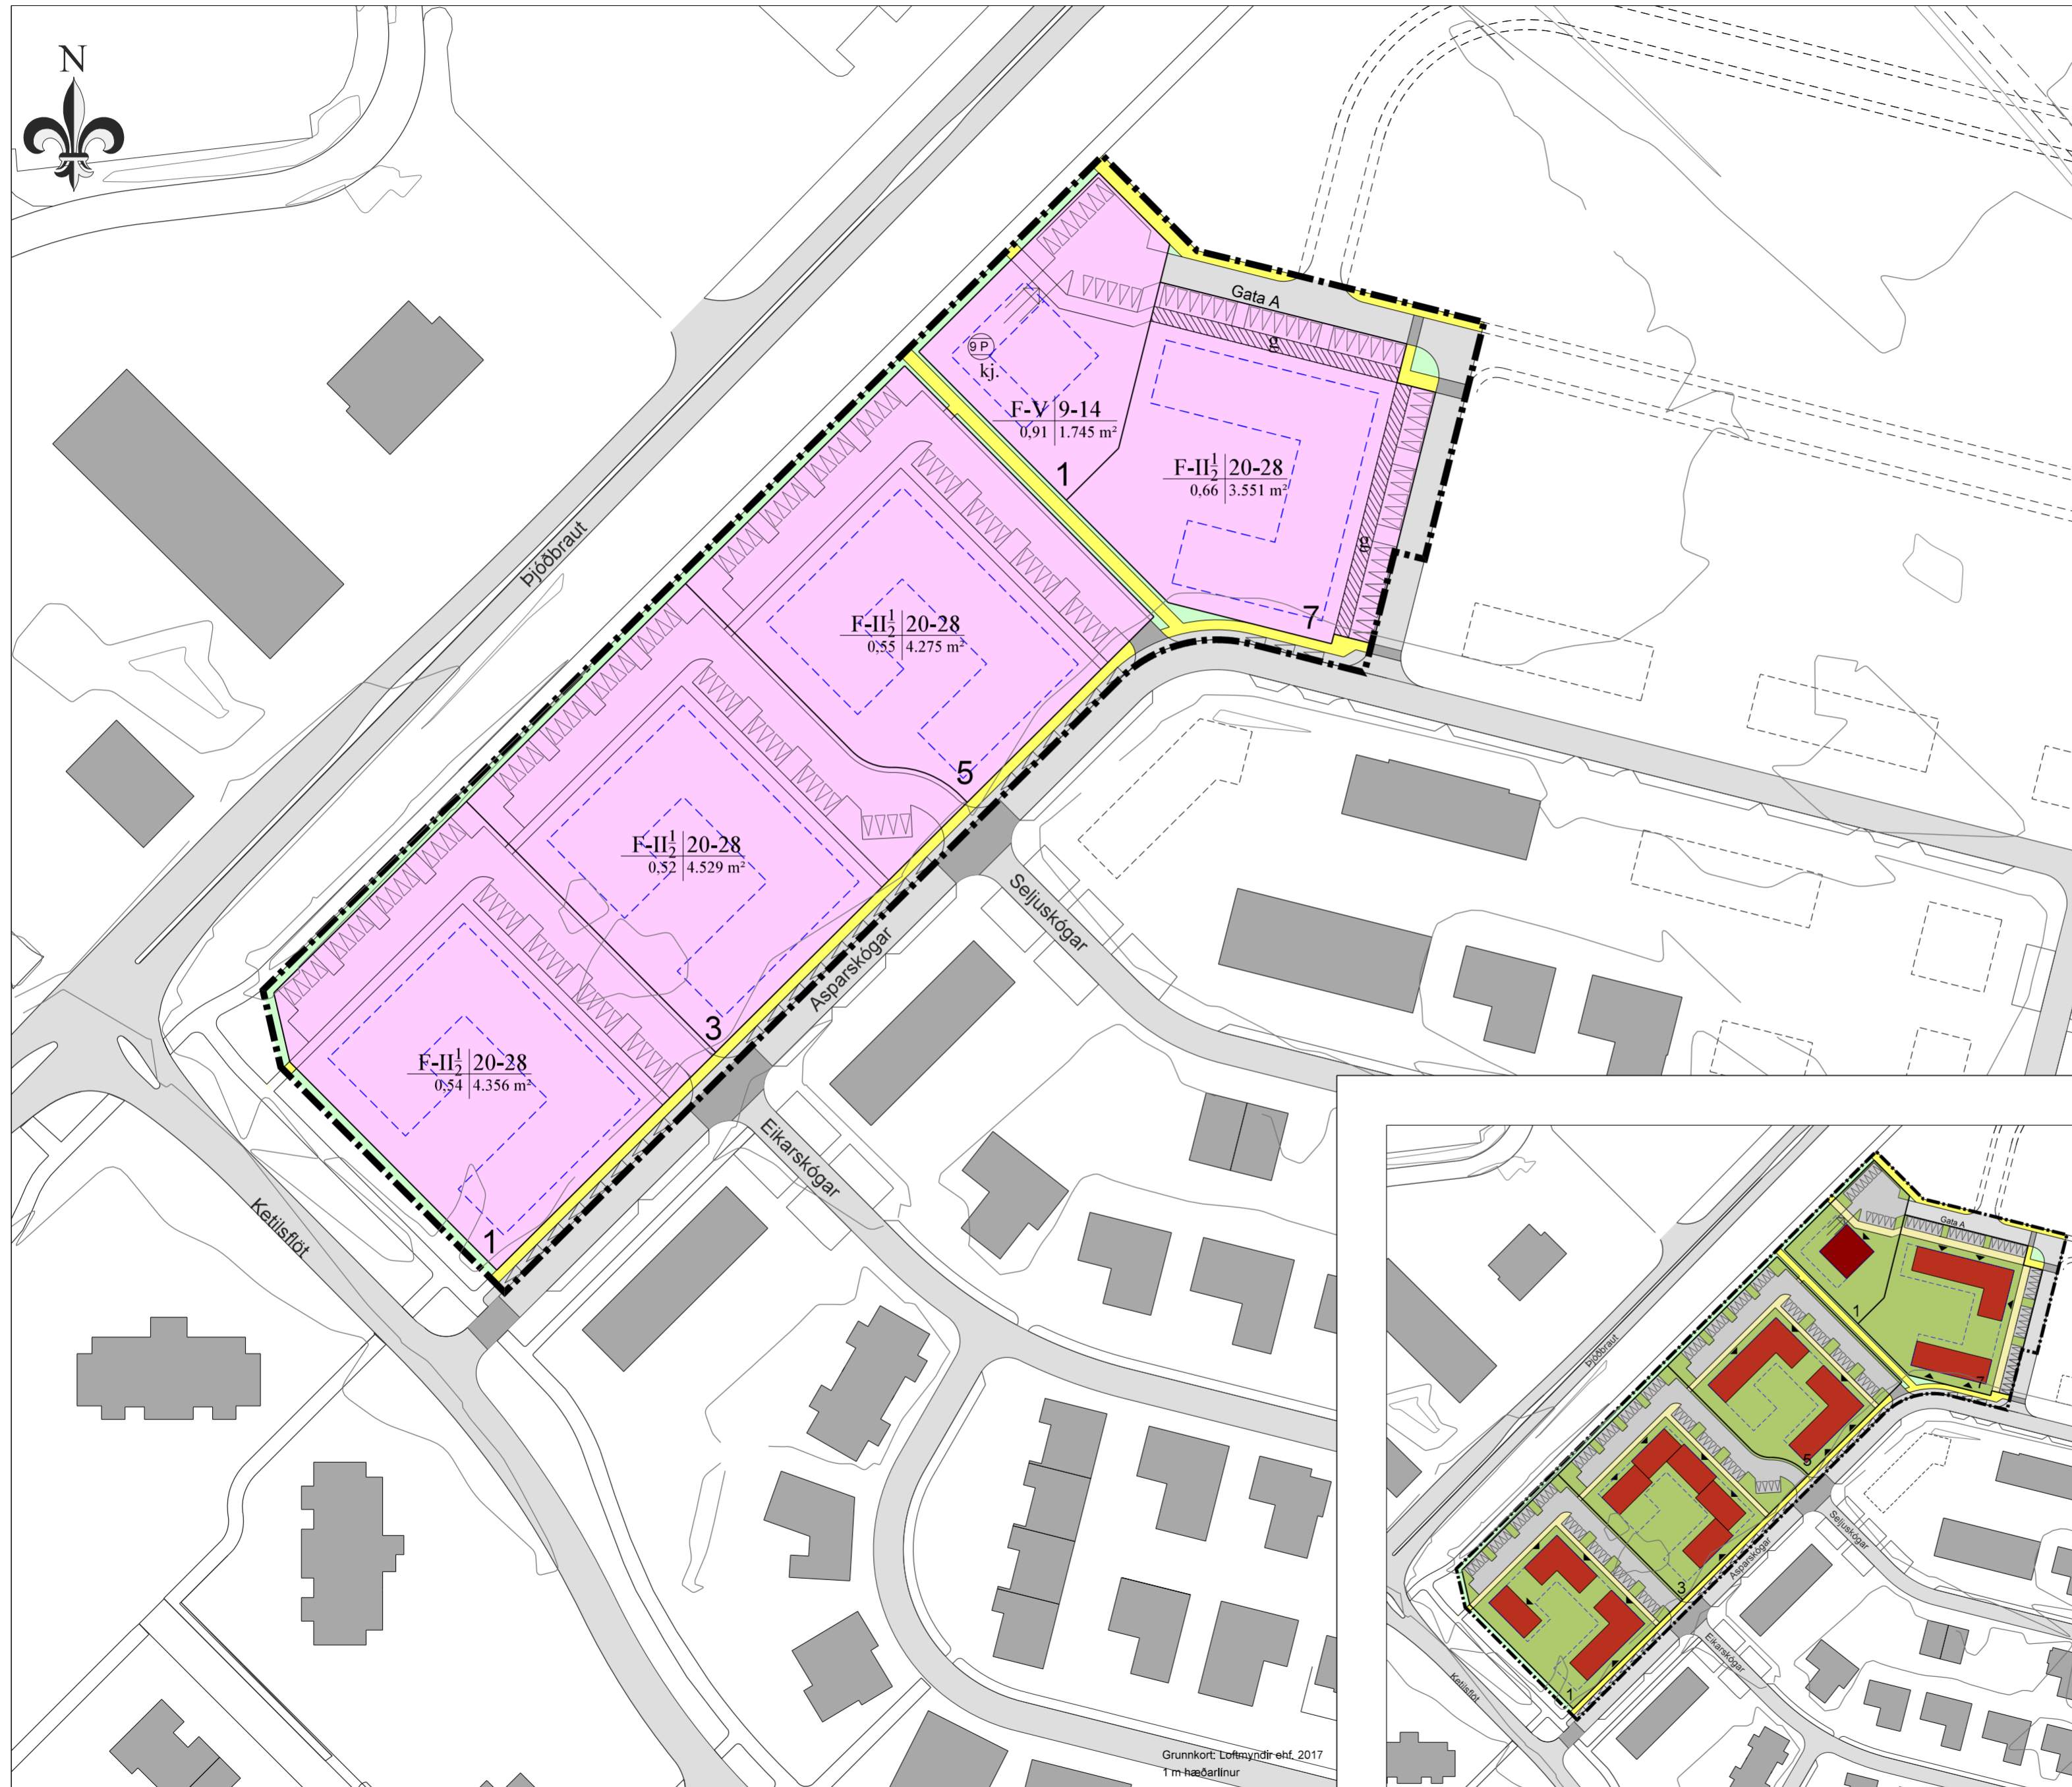 N
Gata A
9 P
kj.
F-V 9-14
0,91 1.745 m²
1
F-II½ 20-28
0,66 3.551 m²
g
g
7
Þjóðbraut
F-II½ 20-28
0,55 4.275 m²
5
F-II½ 20-28
0,52 4.529 m²
3
Seljuskógar
Asparskógar
F-II½ 20-28
0,54 4.356 m²
1
Eikarskógar
Ketilsflöt
Grunnkort: Loftmyndir ehf. 2017
1 m hæðarlínur
Gata A
1
7
Þjóðbraut
5
Seljuskógar
Asparskógar
3
Eikarskógar
Ketilsflöt
1